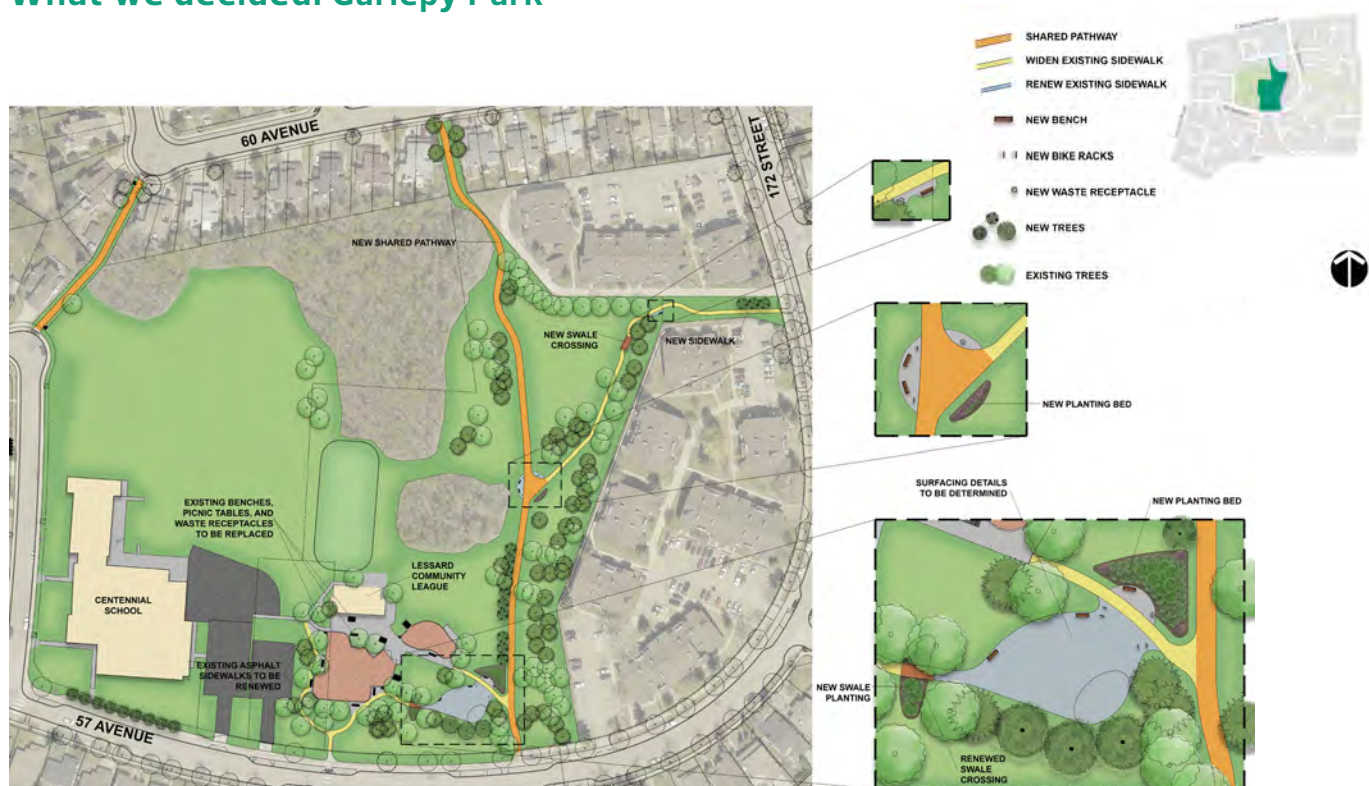 What we decided: Gariepy Park
SHARED PATHWAY
WIDEN EXISTING SIDEWALK
RENEW EXISTING SIDEWALK
NEW BENCH
NEW BIKE RACKS
NEW WASTE RECEPTACLE
NEW TREES
EXISTING TREES
60 AVENUE
172 STREET
NEW SHARED PATHWAY
NEW SWALE
CROSSING
NEW SIDEWALK
NEW PLANTING BED
EXISTING BENCHES,
PICNIC TABLES, AND
WASTE RECEPTACLES
TO BE REPLACED
LESSARD
COMMUNITY
LEAGUE
CENTENNIAL
SCHOOL
EXISTING ASPHALT
SIDEWALKS TO BE
RENEWED
57 AVENUE
SURFACING DETAILS
TO BE DETERMINED
NEW PLANTING BED
NEW SWALE
PLANTING
RENEWED
SWALE
CROSSING